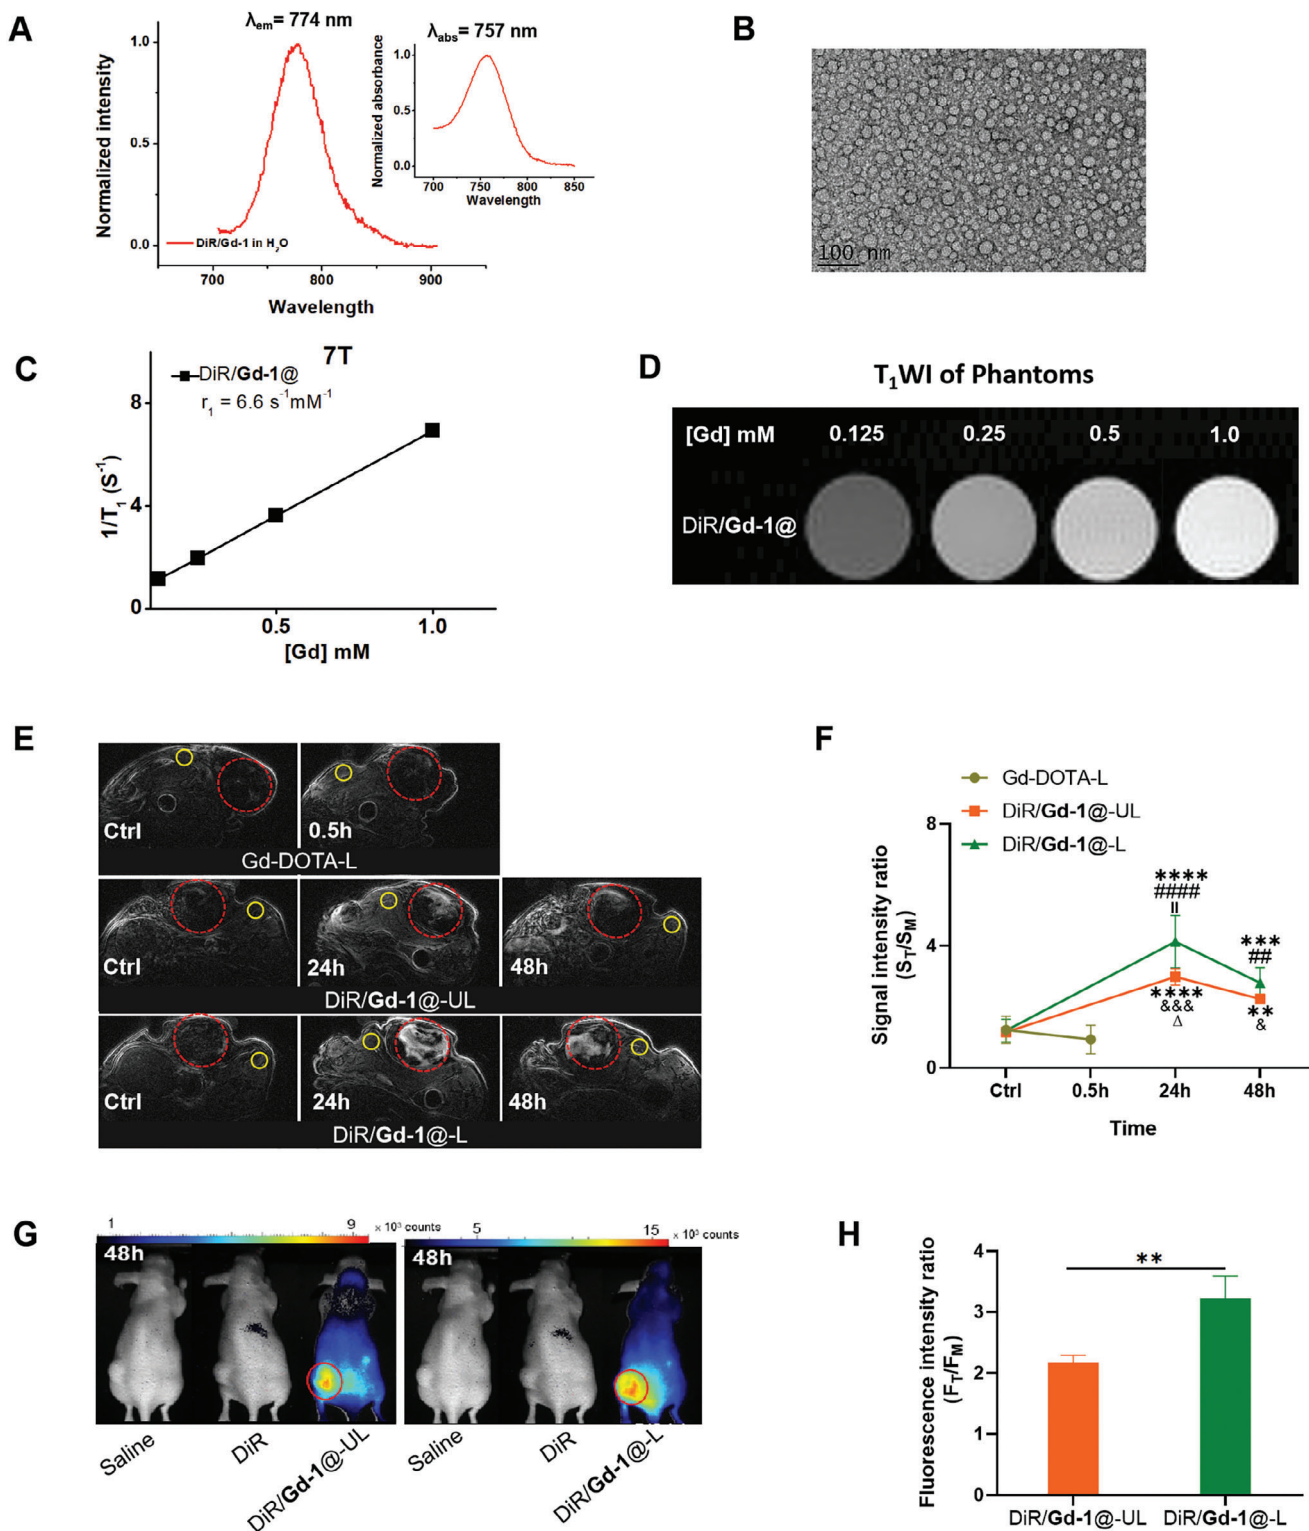 A
λem= 774 nm
λabs= 757 nm
Normalized intensity
1.0
0.5
0.0
DiR/Gd-1 in H2O
700
800
900
Wavelength
Normalized absorbance
1.0
0.5
0.0
700
750
800
850
Wavelength
B
100 nm
C
7T
DiR/Gd-1@
r1 = 6.6 s-1mM-1
1/T1 (S-1)
8
4
0
0.5
1.0
[Gd] mM
D
T1WI of Phantoms
[Gd] mM 0.125 0.25 0.5 1.0
DiR/Gd-1@
E
Ctrl
0.5h
Gd-DOTA-L
Ctrl
24h
48h
DiR/Gd-1@-UL
Ctrl
24h
48h
DiR/Gd-1@-L
F
Gd-DOTA-L
DiR/Gd-1@-UL
DiR/Gd-1@-L
Signal intensity ratio
(ST/SM)
8
4
0
****
####
***
##
****
&&&
Δ
**
&
Ctrl 0.5h 24h 48h
Time
G
1 9 × 10³ counts
48h
Saline
DiR
DiR/Gd-1@-UL
5 15 × 10³ counts
48h
Saline
DiR
DiR/Gd-1@-L
H
Fluorescence intensity ratio
(FT/FM)
4
3
2
1
0
**
DiR/Gd-1@-UL DiR/Gd-1@-L